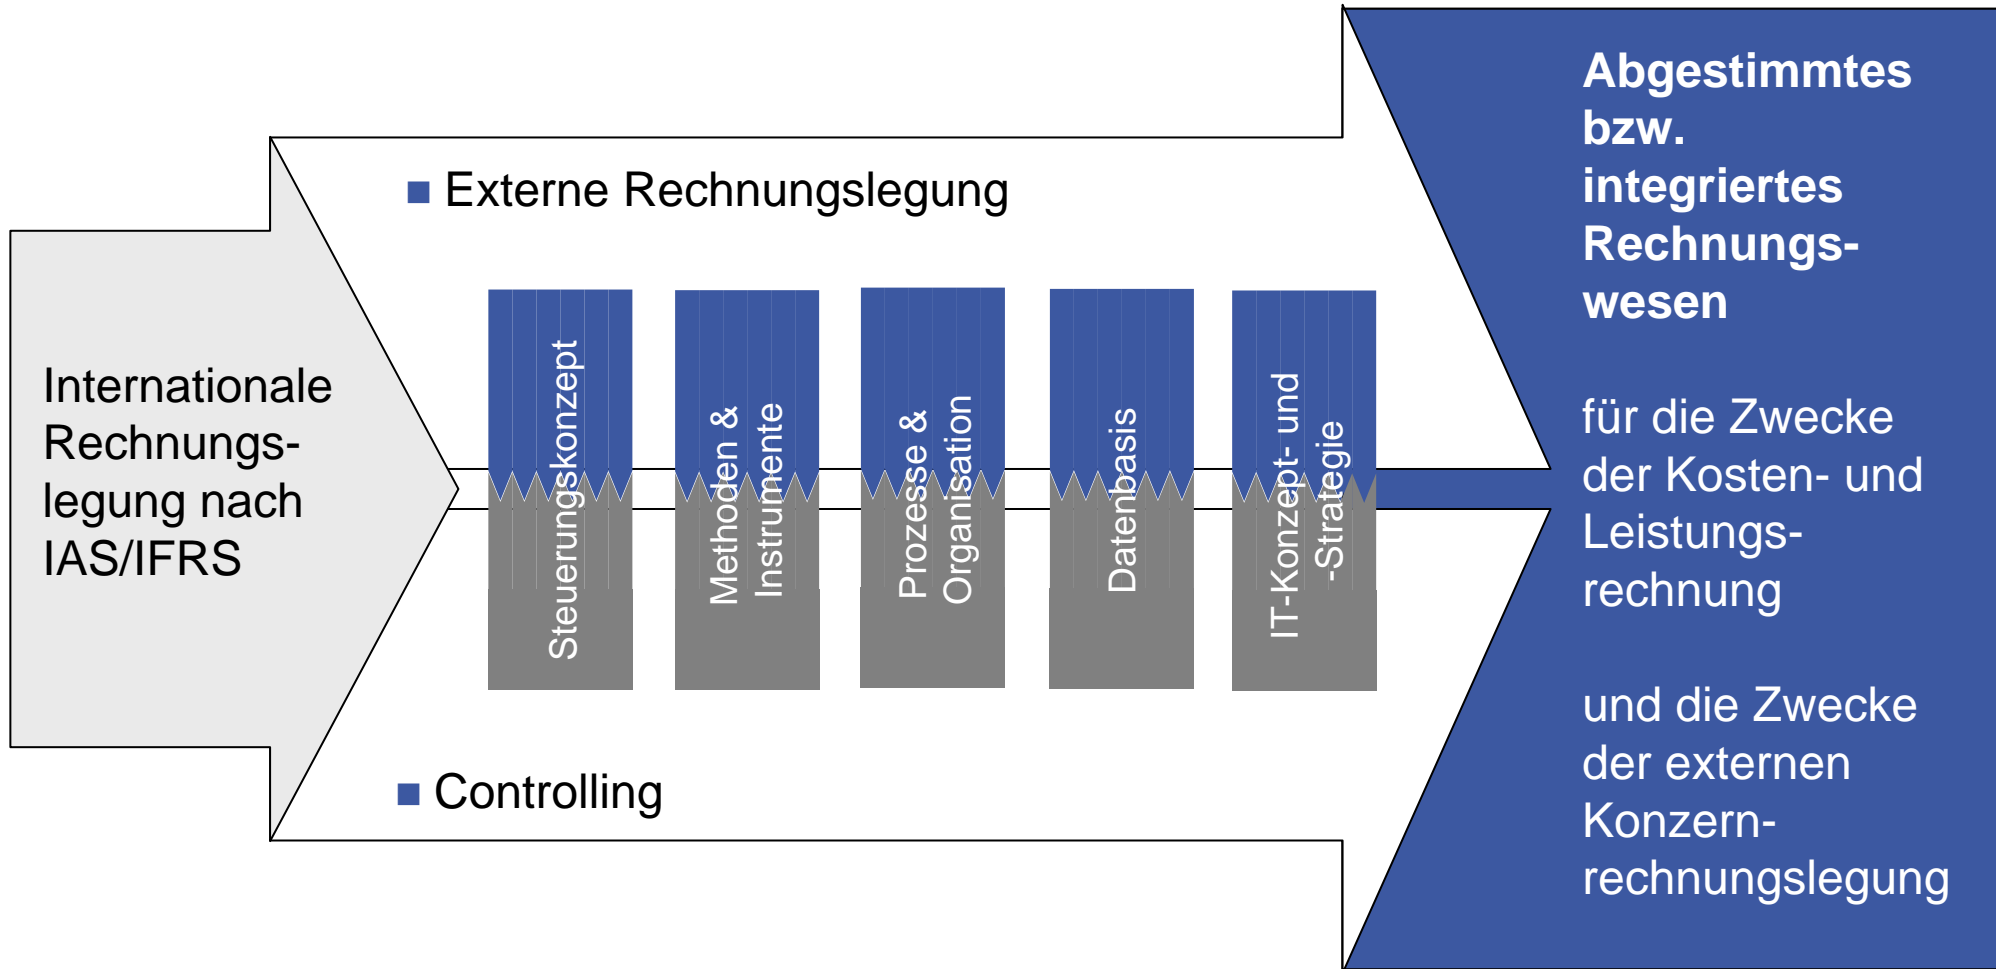 Internationale
Rechnungs-
legung nach
IAS/IFRS
■ Externe Rechnungslegung
Steuerungskonzept
Methoden &
Instrumente
Prozesse &
Organisation
Datenbasis
IT-Konzept- und
-Strategie
■ Controlling
Abgestimmtes
bzw.
integriertes
Rechnungs-
wesen
für die Zwecke
der Kosten- und
Leistungs-
rechnung
und die Zwecke
der externen
Konzern-
rechnungslegung